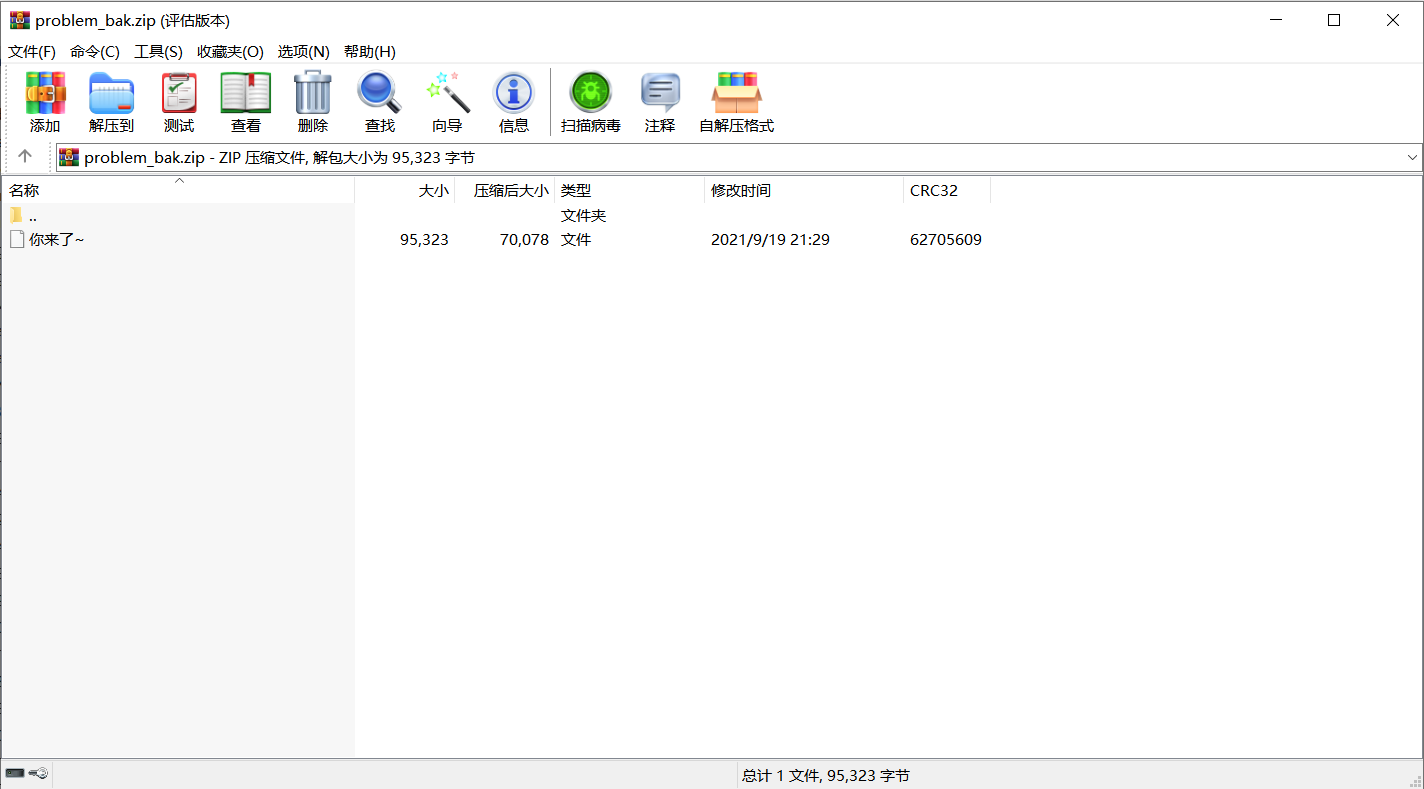 problem_bak.zip (评估版本)
文件(F) 命令(C) 工具(S) 收藏夹(O) 选项(N) 帮助(H)
添加 解压到 测试 查看 删除 查找 向导 信息 扫描病毒 注释 自解压格式
problem_bak.zip - ZIP 压缩文件, 解包大小为 95,323 字节
名称 大小 压缩后大小 类型 修改时间 CRC32
.. 文件夹
你来了~ 95,323 70,078 文件 2021/9/19 21:29 62705609
总计 1 文件, 95,323 字节